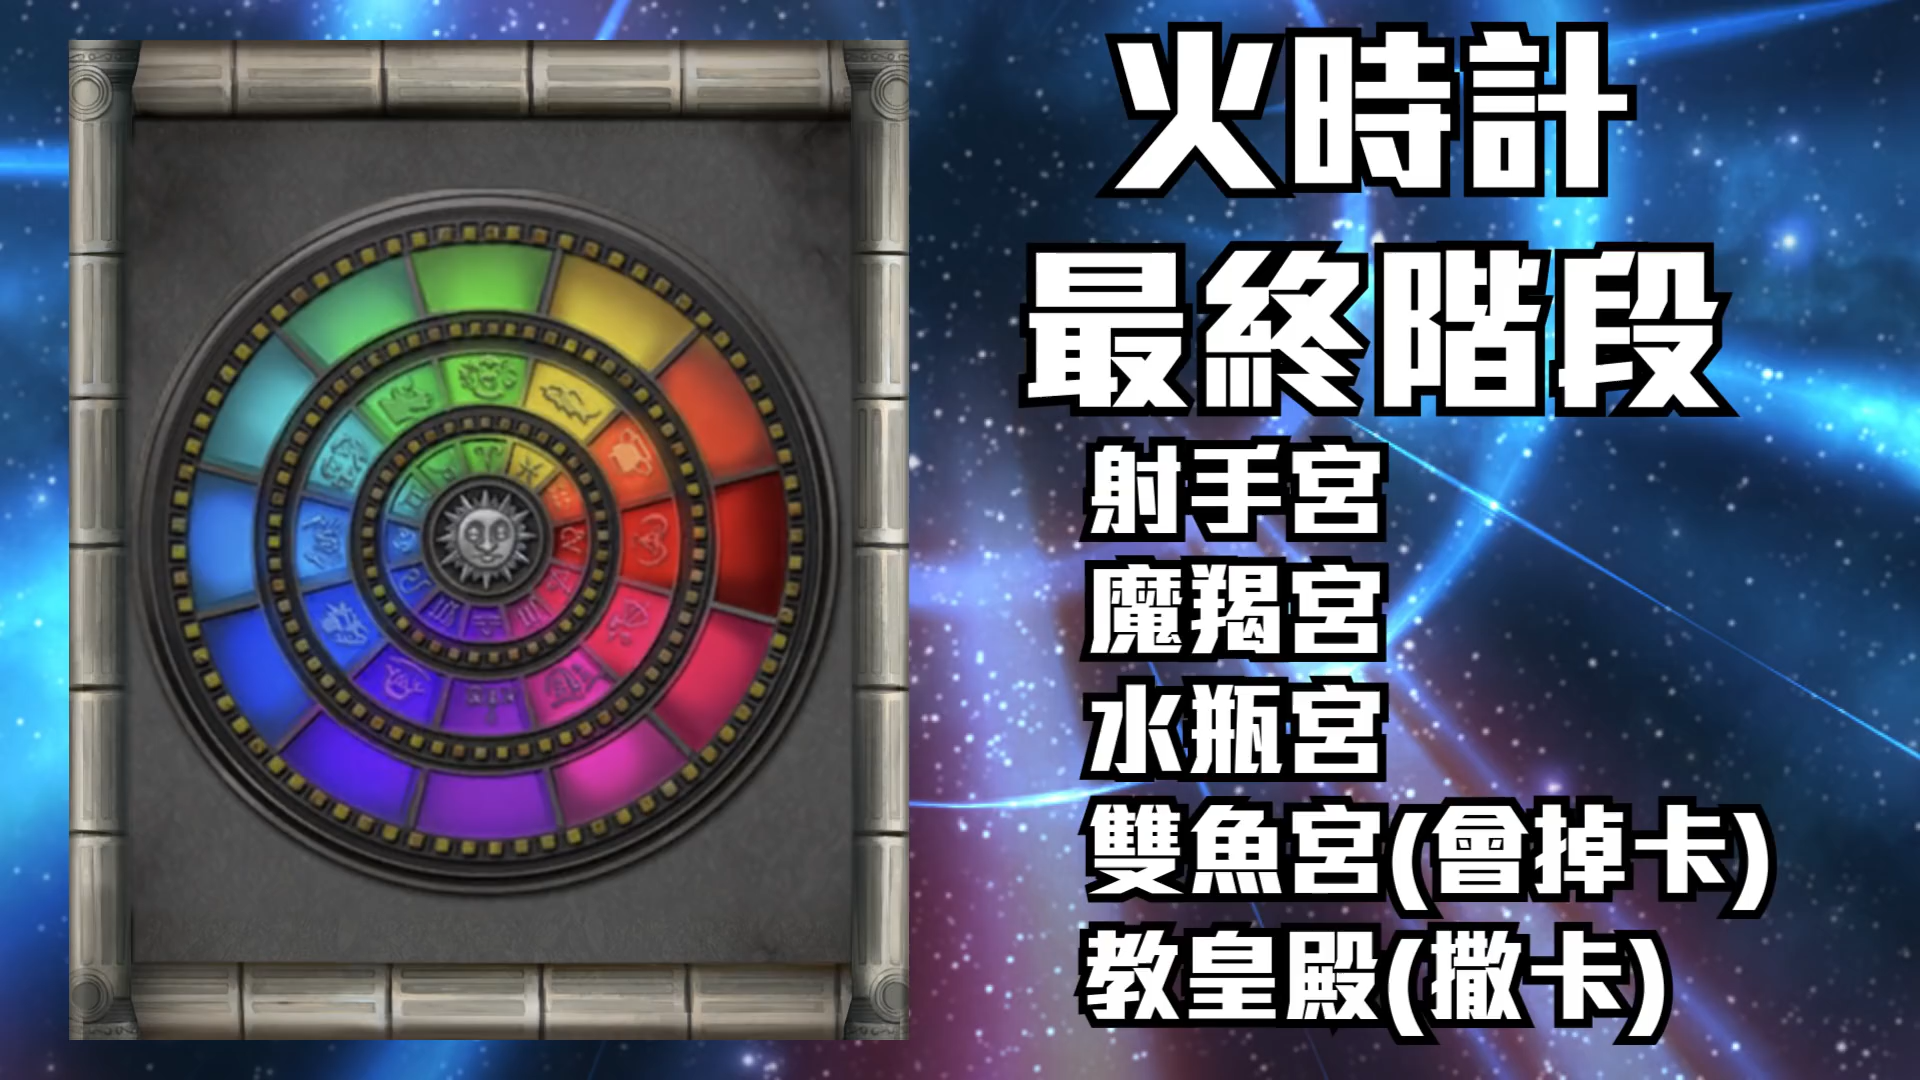 火時計
最終階段
射手宮
魔羯宮
水瓶宮
雙魚宮(會掉卡)
教皇殿(撒卡)